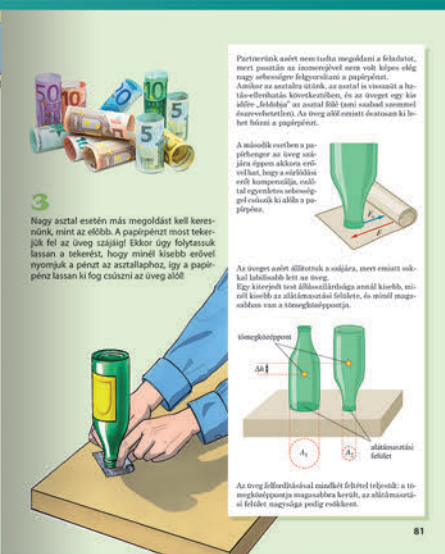 3
Nagy asztal esetén más megoldást kell keres-
nünk, mint az előbb. A papírpénzt most teker-
jük fel az üveg szájáig! Ekkor úgy folytassuk
lassan a tekerést, hogy minél kisebb erővel
nyomjuk a pénzt az asztallaphoz, így a papír-
pénz lassan ki fog csúszni az üveg alól!
Partnerünk azért nem tudta megoldani a feladatot,
mert pusztán az izomerejével nem volt képes elég
nagy sebességre felgyorsítani a papírpénzt.
Amikor az asztalra ütünk, az asztal is visszaüt a ha-
tás-ellenhatás következtében, és az üveget egy kis
időre „feldobja” az asztal fölé (ami szabad szemmel
észrevehetetlen). Az üveg alól emiatt óvatosan ki le-
het húzni a papírpénzt.
A második esetben a pa-
pírhenger az üveg szá-
jára éppen akkora erő-
vel hat, hogy a súrlódási
erőt kompenzálja, ezál-
tal egyenletes sebesség-
gel csúszik ki alóla a pa-
pírpénz.
Az üveget azért állítottuk a szájára, mert emiatt sok-
kal labilisabb lett az üveg.
Egy kiterjedt test állásszilárdsága annál kisebb, mi-
nél kisebb az alátámasztási felülete, és minél maga-
sabban van a tömegközéppontja.
tömegközéppont
Δh
A₁
A₂
alátámasztási
felület
Az üveg felfordításával mindkét feltétel teljesült: a tö-
megközéppontja magasabbra került, az alátámasztá-
si felület nagysága pedig csökkent.
81